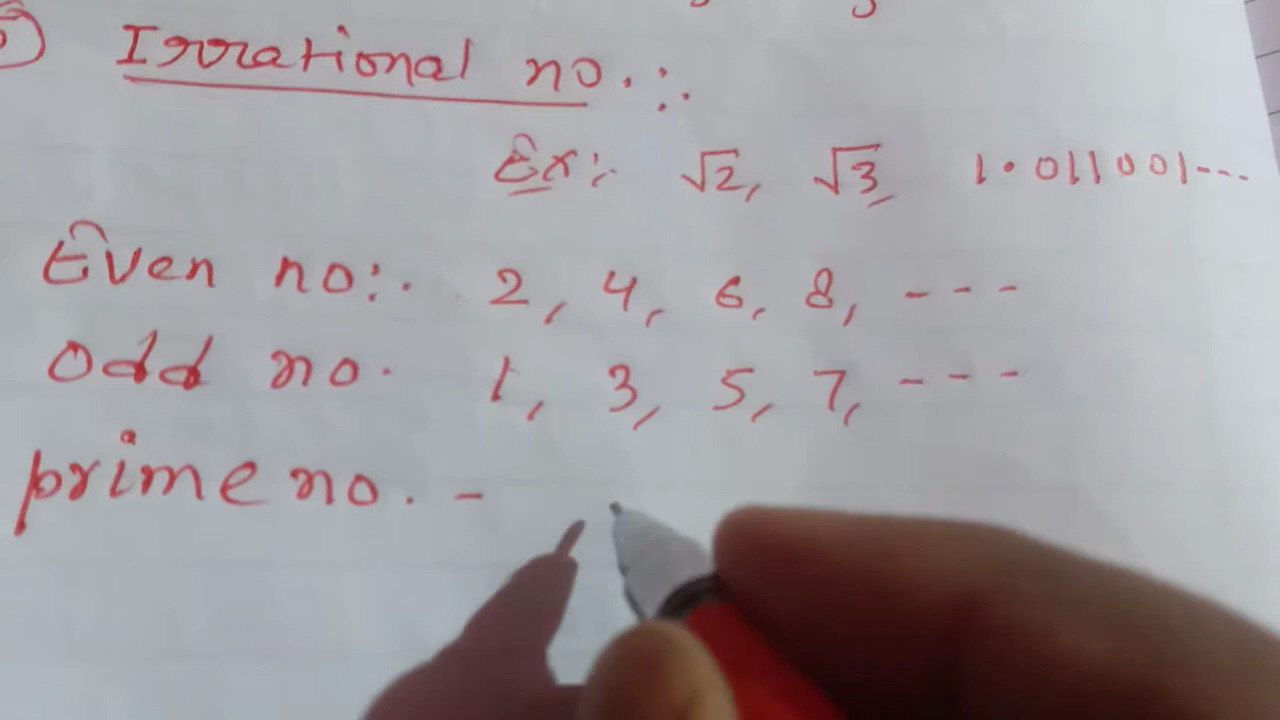 Irrational no. :
Ex:- √2, √3 1.011001---
Even no:. 2, 4, 6, 8, ---
Odd no. 1, 3, 5, 7, ---
prime no. -